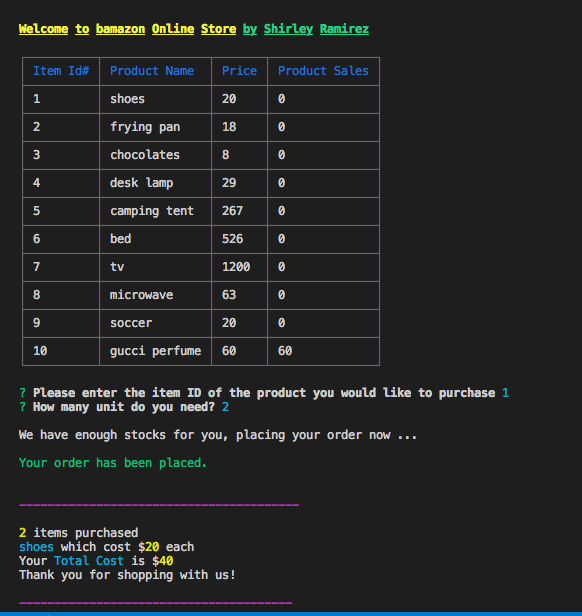 Welcome to bamazon Online Store by Shirley Ramirez
Item Id# Product Name Price Product Sales
1 shoes 20 0
2 frying pan 18 0
3 chocolates 8 0
4 desk lamp 29 0
5 camping tent 267 0
6 bed 526 0
7 tv 1200 0
8 microwave 63 0
9 soccer 20 0
10 gucci perfume 60 60
? Please enter the item ID of the product you would like to purchase 1
? How many unit do you need? 2
We have enough stocks for you, placing your order now ...
Your order has been placed.
2 items purchased
shoes which cost $20 each
Your Total Cost is $40
Thank you for shopping with us!